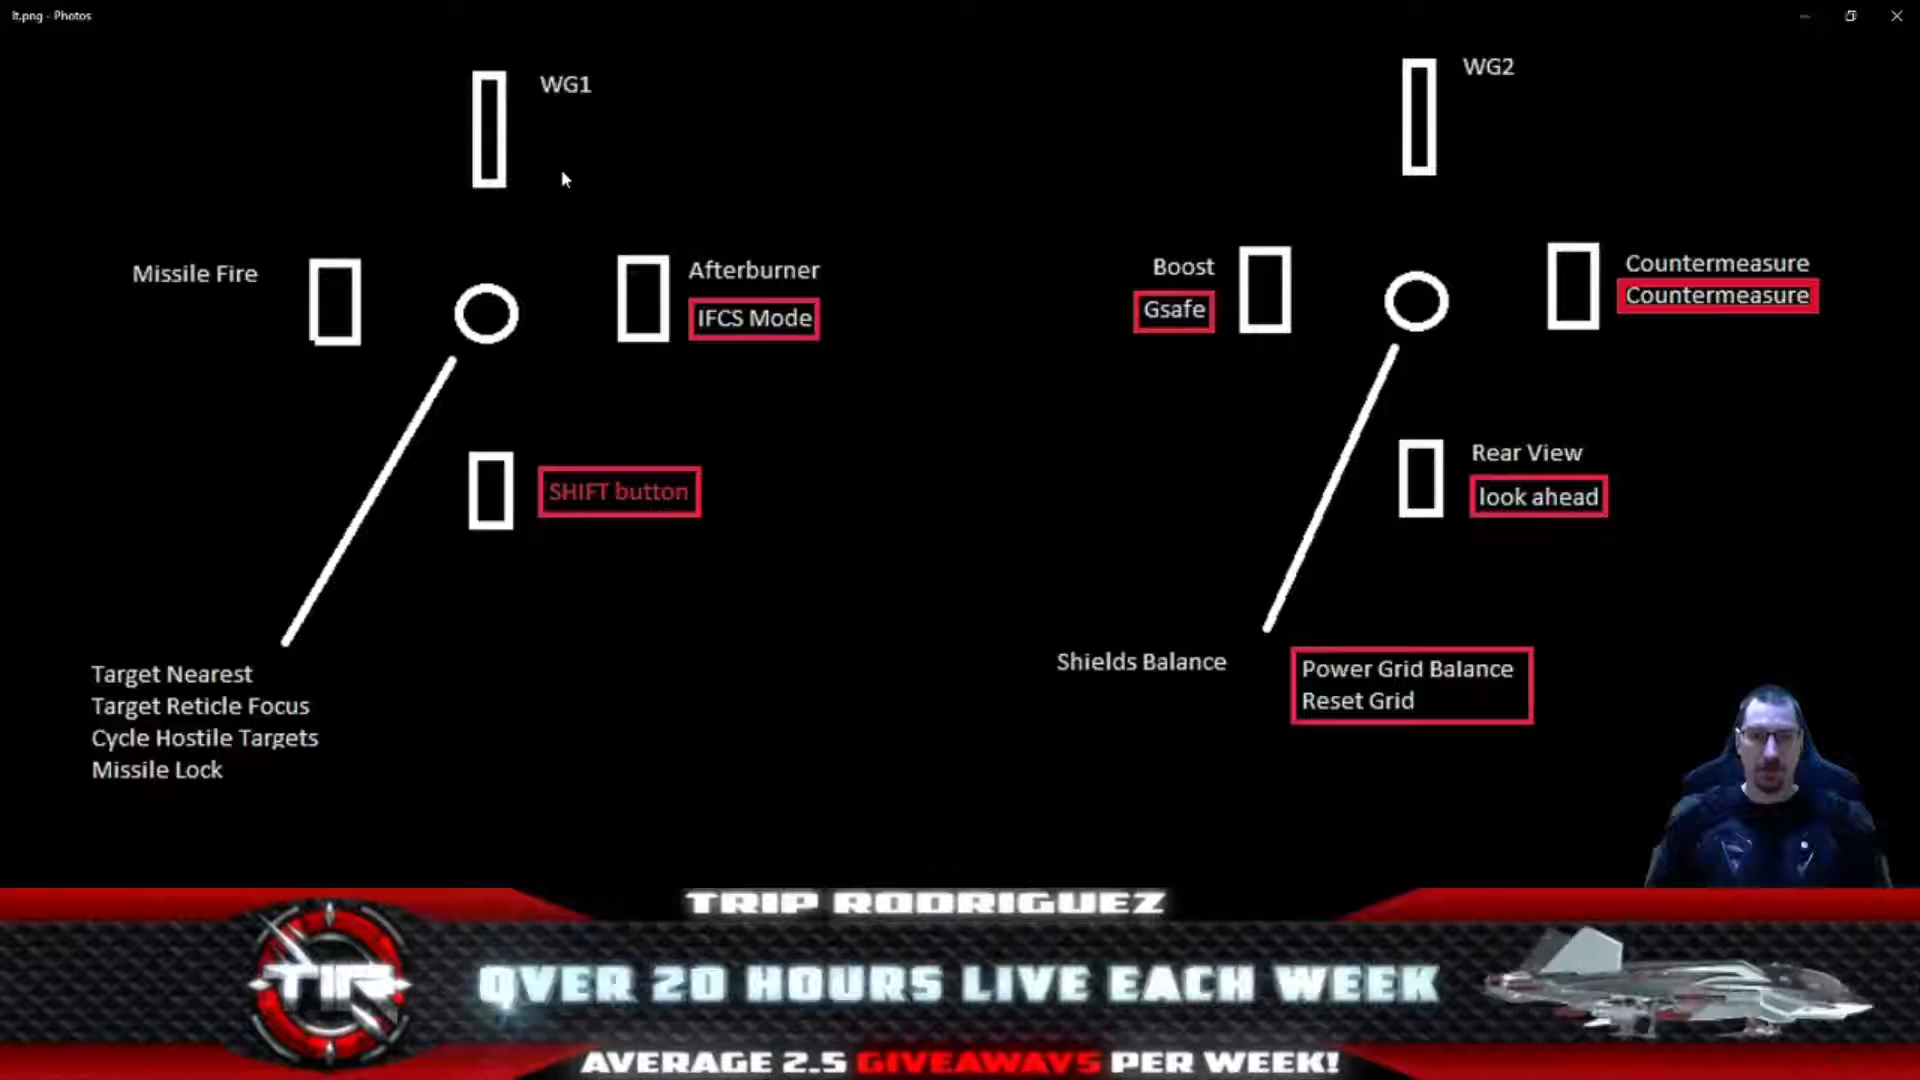 lt.png - Photos
WG1
WG2
Missile Fire
Afterburner
IFCS Mode
Boost
Gsafe
Countermeasure
Countermeasure
SHIFT button
Rear View
look ahead
Target Nearest
Target Reticle Focus
Cycle Hostile Targets
Missile Lock
Shields Balance
Power Grid Balance
Reset Grid
TRIP RODRIGUEZ
TIR
OVER 20 HOURS LIVE EACH WEEK
AVERAGE 2.5 GIVEAWAYS PER WEEK!